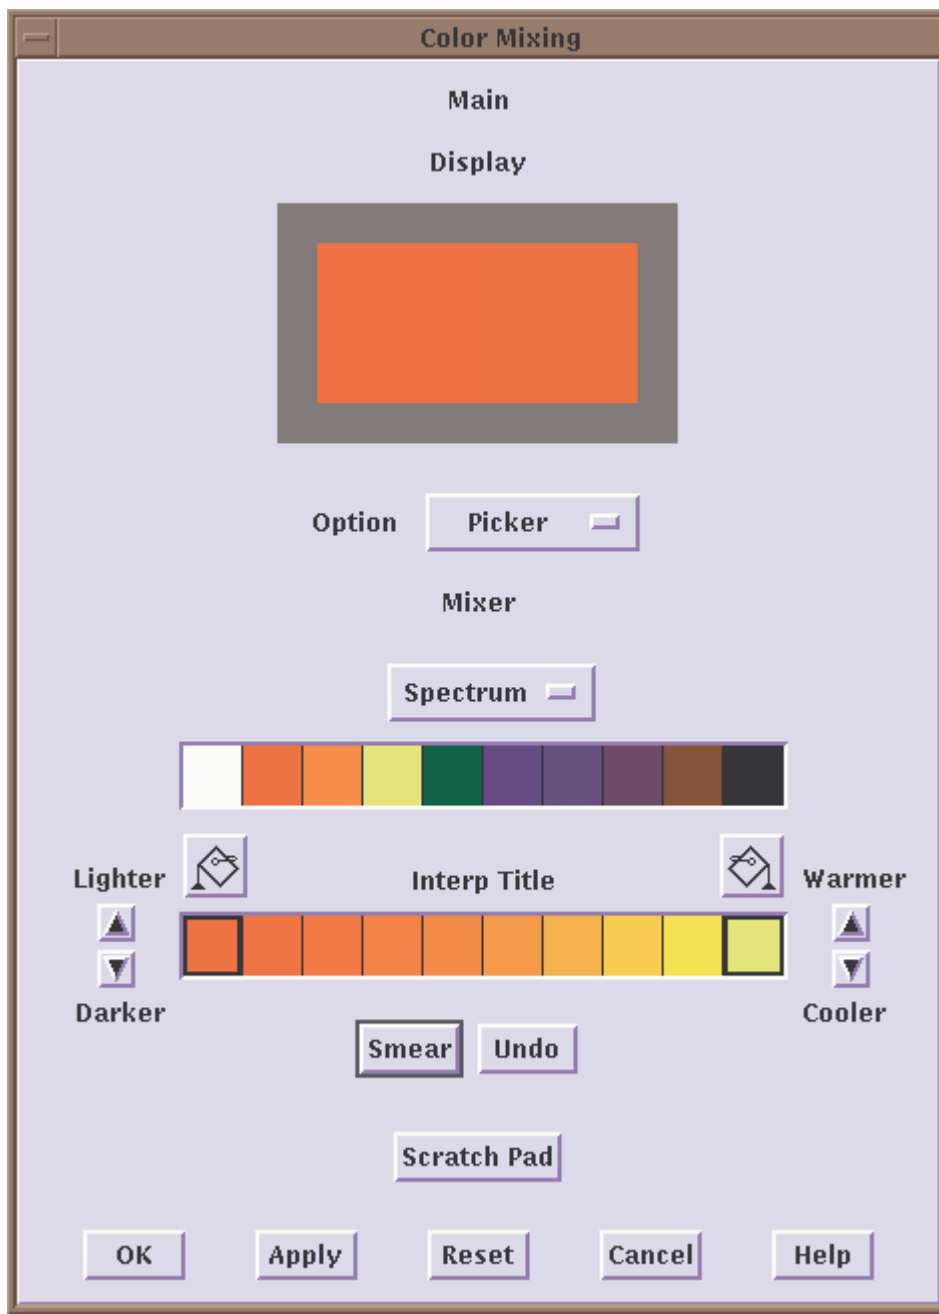 Color Mixing
Main
Display
Option Picker
Mixer
Spectrum
Lighter Interp Title Warmer
Darker Cooler
Smear Undo
Scratch Pad
OK Apply Reset Cancel Help